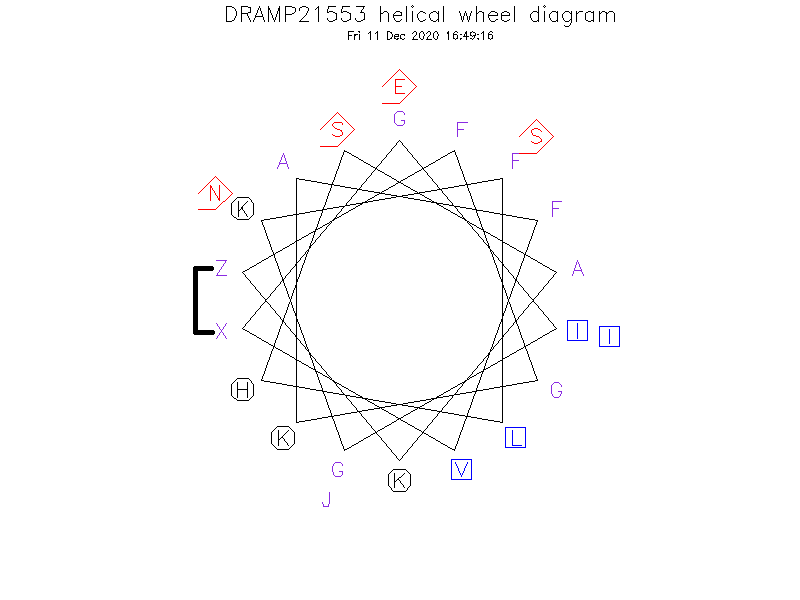 DRAMP21553 helical wheel diagram
Fri 11 Dec 2020 16:49:16
E
G
S
F
S
A
F
N
K
F
Z
A
X
I
I
H
G
K
L
G
K
V
J